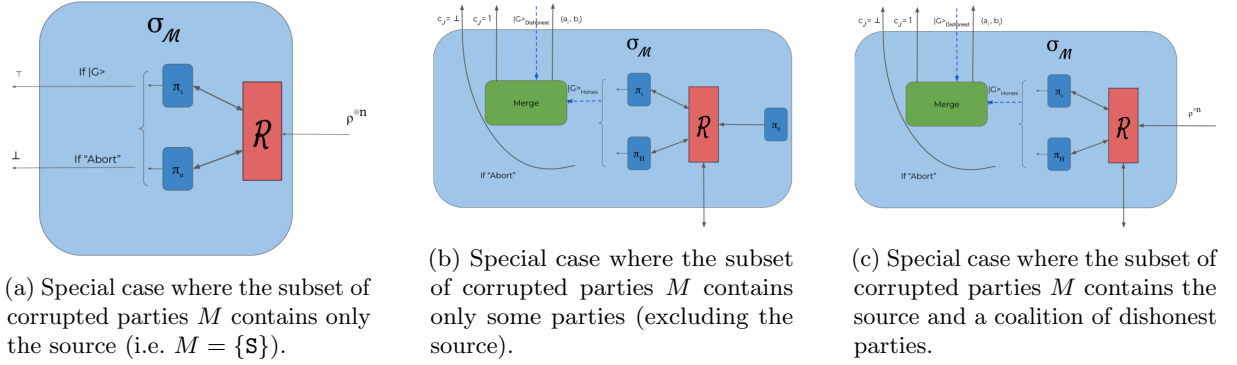 σ_M
⊤
If |G>
π_1
R
ρ^⊗n
⊥
If "Abort"
π_n
(a) Special case where the subset of
corrupted parties M contains only
the source (i.e. M = {S}).
c_J = ⊥ c_J = 1 |G>_Dishonest (a_i, b_i)
σ_M
Merge
|G>_Hones
π_1
R
π_S
π_H
If "Abort"
(b) Special case where the subset
of corrupted parties M contains
only some parties (excluding the
source).
c_J = ⊥ c_J = 1 |G>_Dishonest (a_i, b_i)
σ_M
Merge
|G>_Hones
π_1
R
ρ^⊗n
π_H
If "Abort"
(c) Special case where the subset of
corrupted parties M contains the
source and a coalition of dishonest
parties.